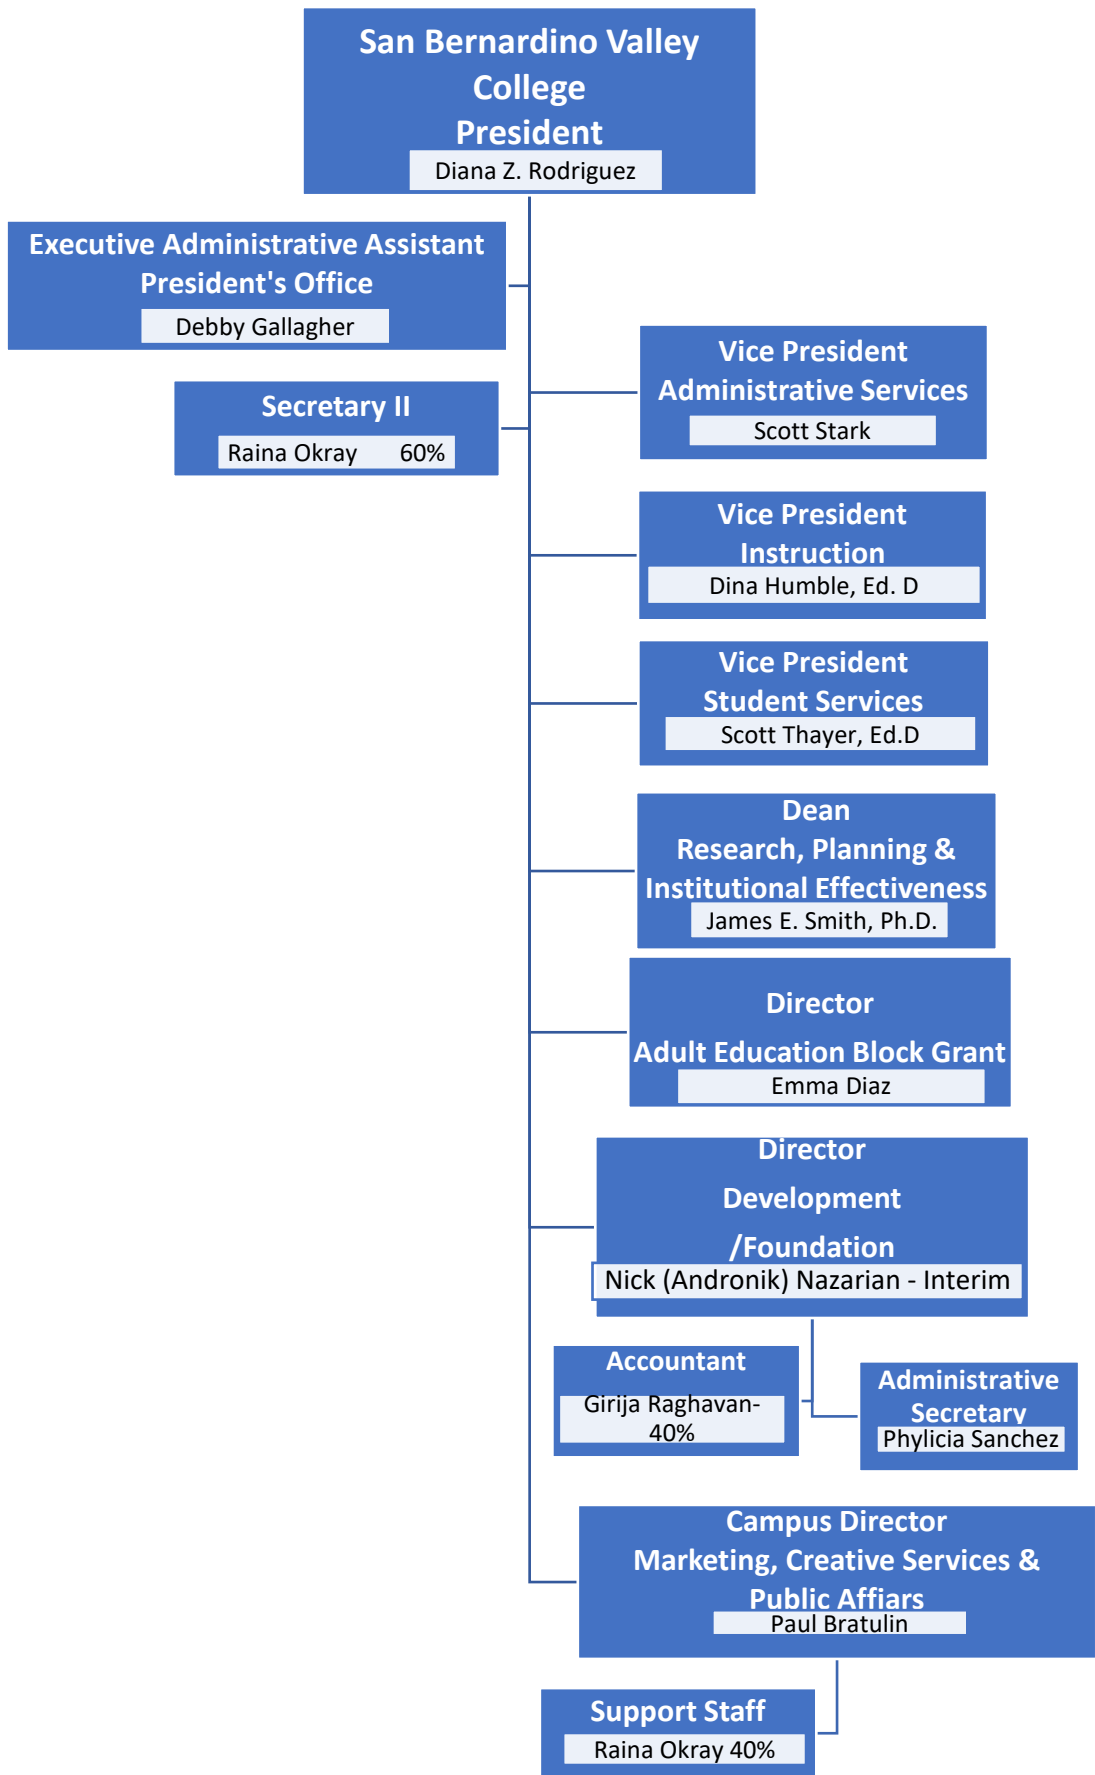 San Bernardino Valley
College
President
Diana Z. Rodriguez
Executive Administrative Assistant
President's Office
Debby Gallagher
Vice President
Administrative Services
Scott Stark
Secretary II
Raina Okray 60%
Vice President
Instruction
Dina Humble, Ed. D
Vice President
Student Services
Scott Thayer, Ed.D
Dean
Research, Planning &
Institutional Effectiveness
James E. Smith, Ph.D.
Director
Adult Education Block Grant
Emma Diaz
Director
Development
/Foundation
Nick (Andronik) Nazarian - Interim
Accountant
Girija Raghavan-
40%
Administrative
Secretary
Phylicia Sanchez
Campus Director
Marketing, Creative Services &
Public Affiars
Paul Bratulin
Support Staff
Raina Okray 40%